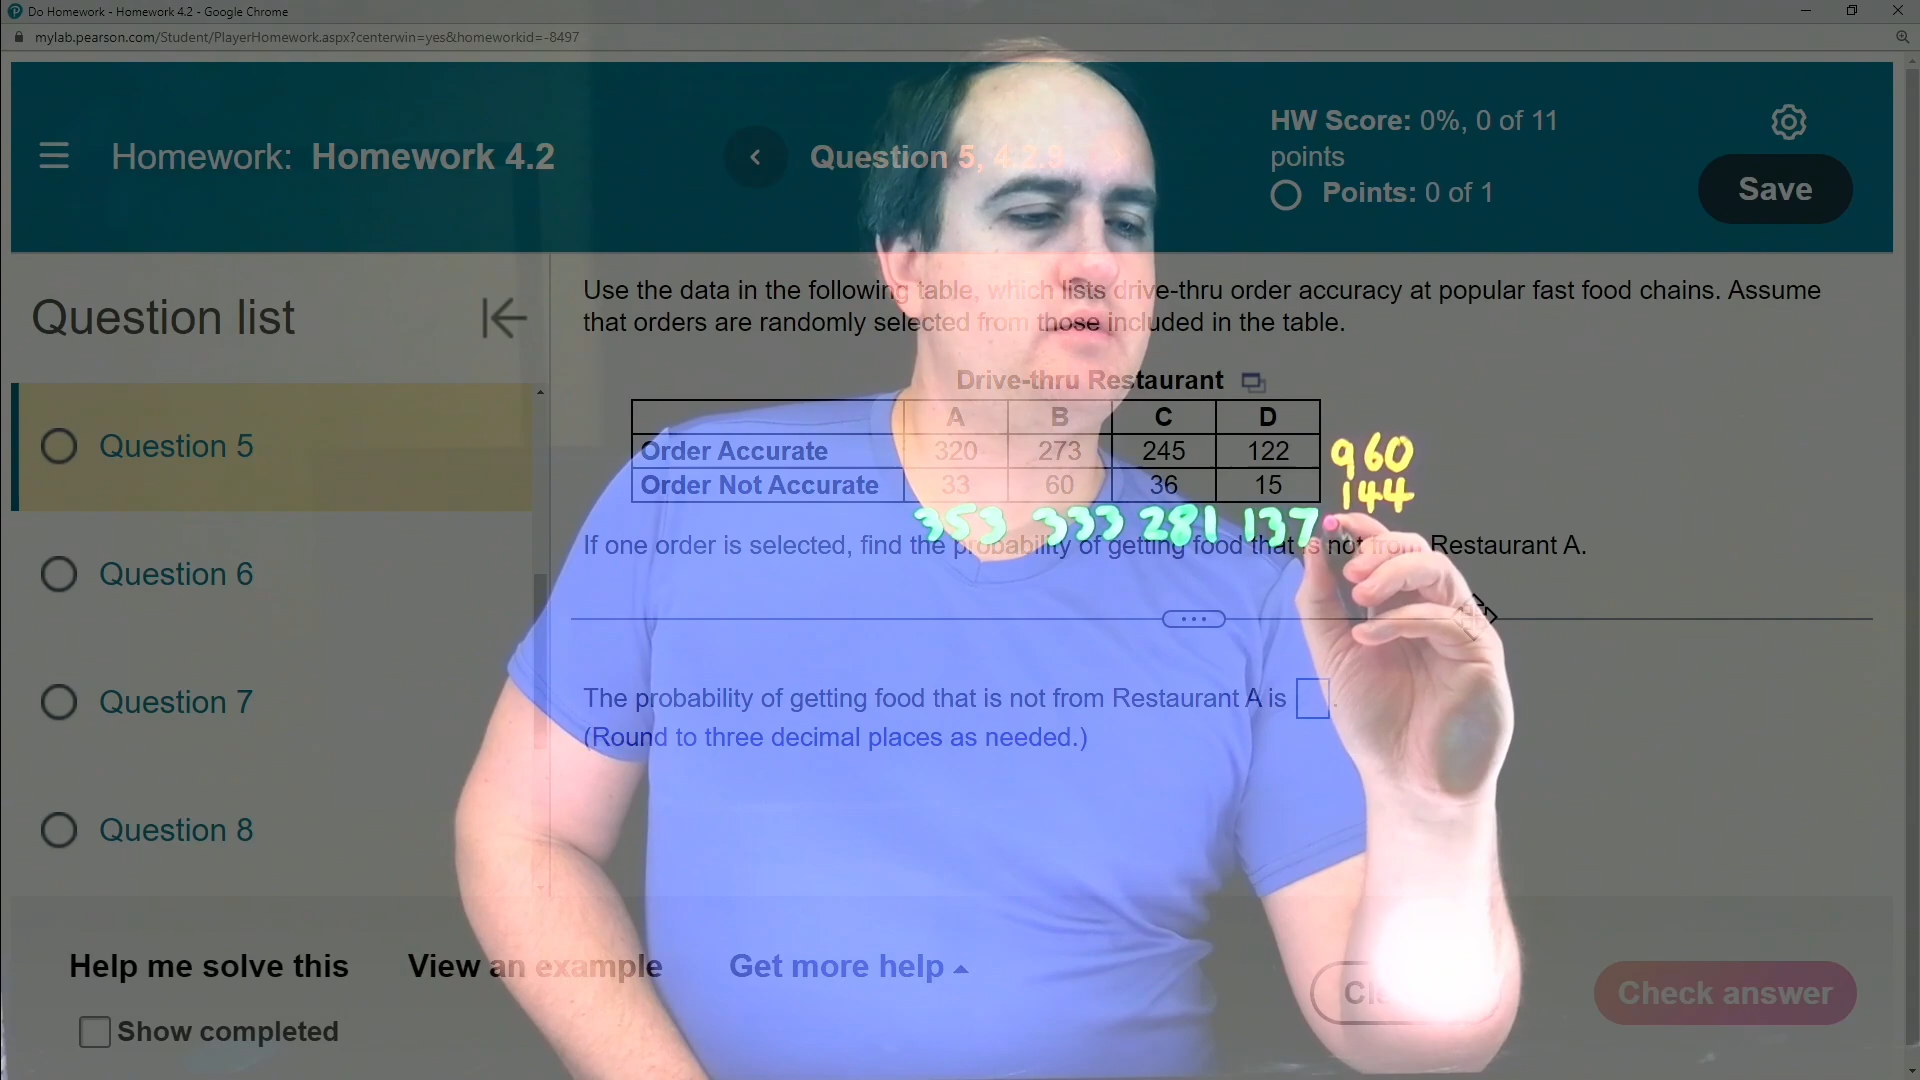 Do Homework - Homework 4.2 - Google Chrome
mylab.pearson.com/Student/PlayerHomework.aspx?centerwin=yes&homeworkid=-8497
Homework: Homework 4.2
Question 5, 4.2.9
HW Score: 0%, 0 of 11
points
Points: 0 of 1
Save
Question list
Question 5
Question 6
Question 7
Question 8
Use the data in the following table, which lists drive-thru order accuracy at popular fast food chains. Assume
that orders are randomly selected from those included in the table.
Drive-thru Restaurant
A B C D
Order Accurate 320 273 245 122 960
Order Not Accurate 33 60 36 15 144
353 333 281 137
If one order is selected, find the probability of getting food that is not from Restaurant A.
The probability of getting food that is not from Restaurant A is .
(Round to three decimal places as needed.)
Help me solve this
View an example
Get more help
Check answer
Show completed